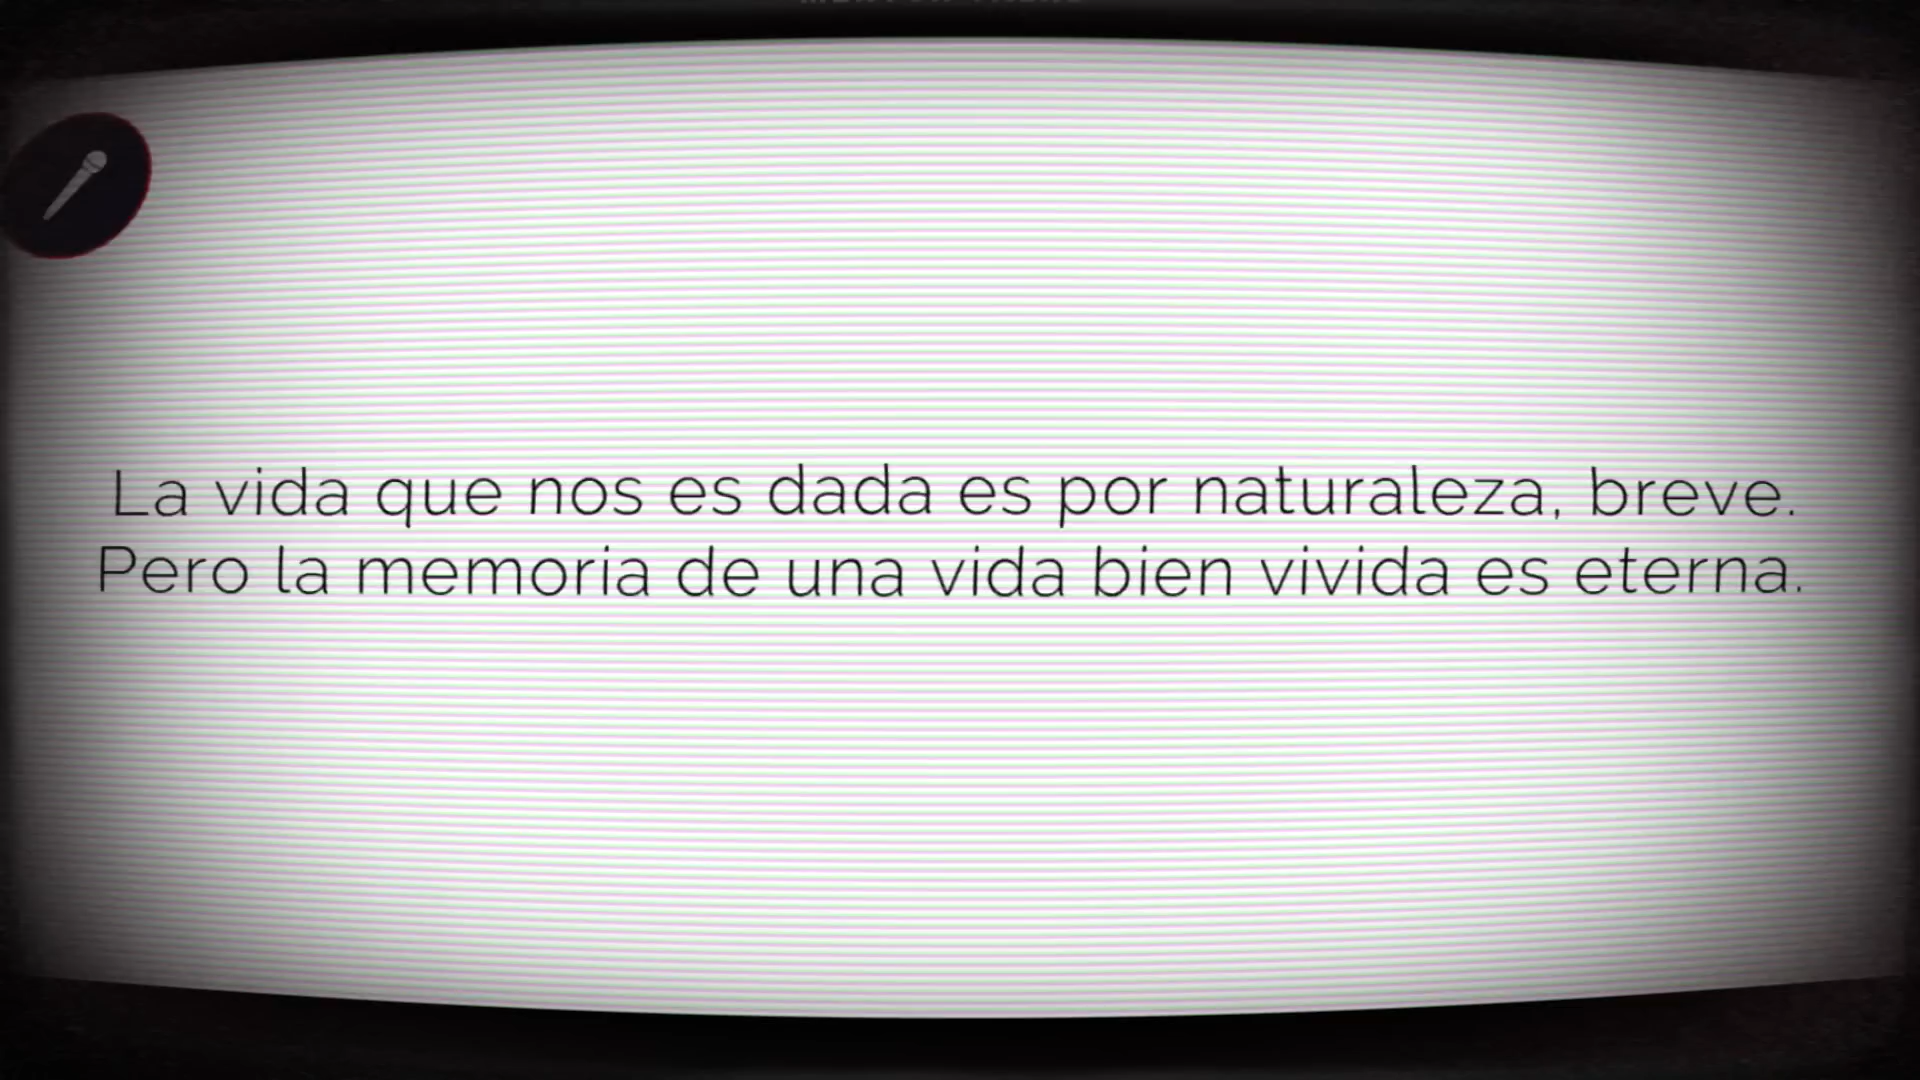 La vida que nos es dada es por naturaleza, breve.
Pero la memoria de una vida bien vivida es eterna.